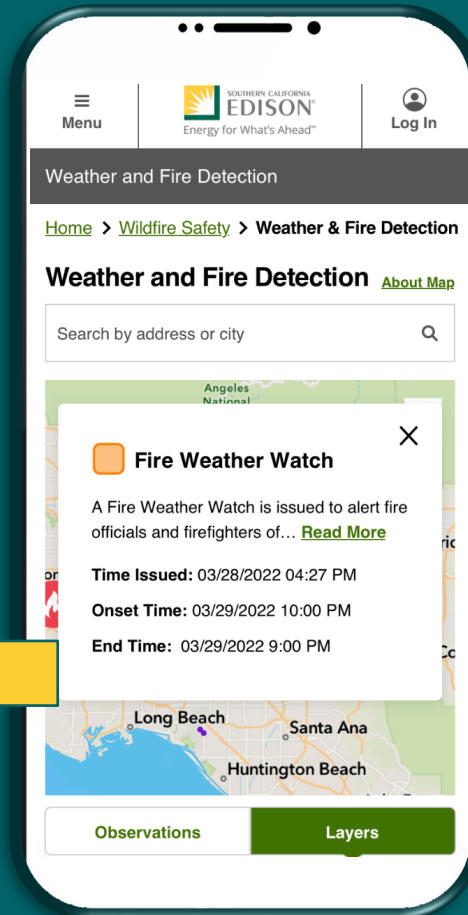 Menu
SOUTHERN CALIFORNIA
EDISON®
Energy for What's Ahead℠
Log In
Weather and Fire Detection
Home > Wildfire Safety > Weather & Fire Detection
Weather and Fire Detection About Map
Search by address or city
Angeles
National
Fire Weather Watch
A Fire Weather Watch is issued to alert fire
officials and firefighters of... Read More
Time Issued: 03/28/2022 04:27 PM
Onset Time: 03/29/2022 10:00 PM
End Time: 03/29/2022 9:00 PM
Long Beach
Santa Ana
Huntington Beach
Observations
Layers